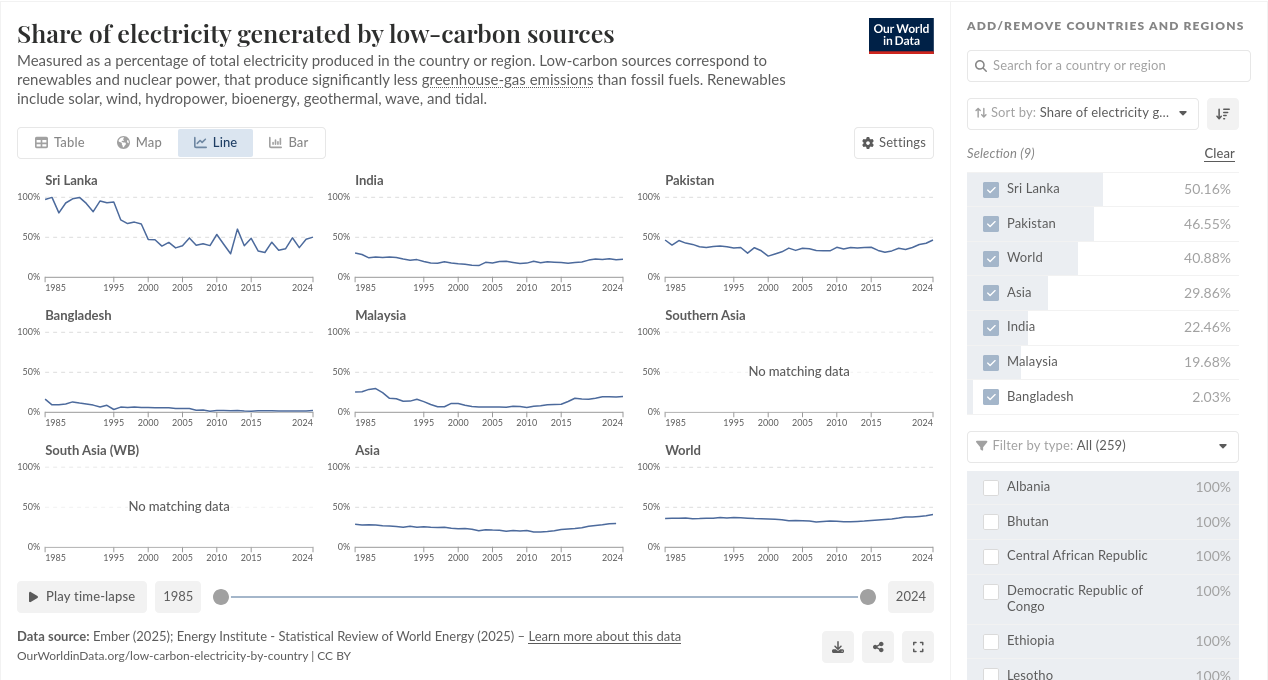 Share of electricity generated by low-carbon sources
Our World
in Data
Measured as a percentage of total electricity produced in the country or region. Low-carbon sources correspond to
renewables and nuclear power, that produce significantly less greenhouse-gas emissions than fossil fuels. Renewables
include solar, wind, hydropower, bioenergy, geothermal, wave, and tidal.
Table Map Line Bar Settings
Sri Lanka India Pakistan
100% 100% 100%
50% 50% 50%
0% 0% 0%
1985 1995 2000 2005 2010 2015 2024 1985 1995 2000 2005 2010 2015 2024 1985 1995 2000 2005 2010 2015 2024
Bangladesh Malaysia Southern Asia
100% 100% 100%
50% 50% 50% No matching data
0% 0% 0%
1985 1995 2000 2005 2010 2015 2024 1985 1995 2000 2005 2010 2015 2024 1985 1995 2000 2005 2010 2015 2024
South Asia (WB) Asia World
100% 100% 100%
50% No matching data 50% 50%
0% 0% 0%
1985 1995 2000 2005 2010 2015 2024 1985 1995 2000 2005 2010 2015 2024 1985 1995 2000 2005 2010 2015 2024
Play time-lapse 1985 2024
Data source: Ember (2025); Energy Institute - Statistical Review of World Energy (2025) – Learn more about this data
OurWorldinData.org/low-carbon-electricity-by-country | CC BY
ADD/REMOVE COUNTRIES AND REGIONS
Search for a country or region
Sort by: Share of electricity g...
Selection (9) Clear
Sri Lanka 50.16%
Pakistan 46.55%
World 40.88%
Asia 29.86%
India 22.46%
Malaysia 19.68%
Bangladesh 2.03%
Filter by type: All (259)
Albania 100%
Bhutan 100%
Central African Republic 100%
Democratic Republic of 100%
Congo
Ethiopia 100%
Lesotho 100%